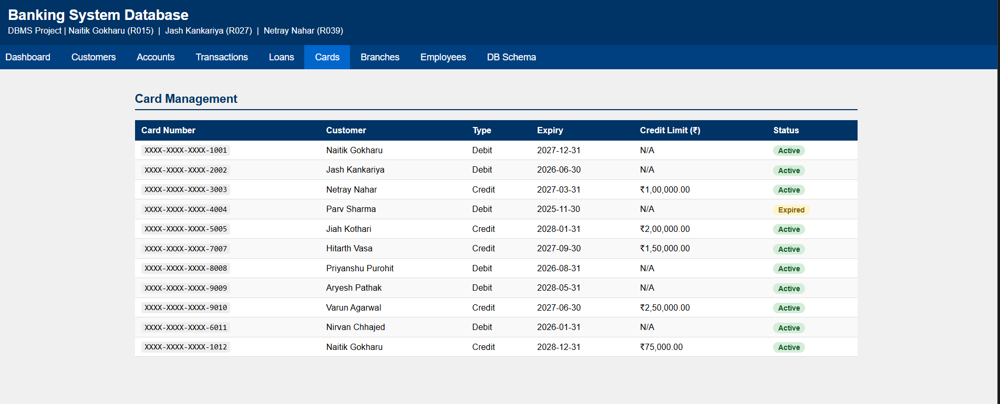 Banking System Database
DBMS Project | Naitik Gokharu (R015) | Jash Kankariya (R027) | Netray Nahar (R039)
Dashboard Customers Accounts Transactions Loans Cards Branches Employees DB Schema
Card Management
Card Number Customer Type Expiry Credit Limit (₹) Status
XXXX-XXXX-XXXX-1001 Naitik Gokharu Debit 2027-12-31 N/A Active
XXXX-XXXX-XXXX-2002 Jash Kankariya Debit 2026-06-30 N/A Active
XXXX-XXXX-XXXX-3003 Netray Nahar Credit 2027-03-31 ₹1,00,000.00 Active
XXXX-XXXX-XXXX-4004 Parv Sharma Debit 2025-11-30 N/A Expired
XXXX-XXXX-XXXX-5005 Jiah Kothari Credit 2028-01-31 ₹2,00,000.00 Active
XXXX-XXXX-XXXX-7007 Hitarth Vasa Credit 2027-09-30 ₹1,50,000.00 Active
XXXX-XXXX-XXXX-8008 Priyanshu Purohit Debit 2026-08-31 N/A Active
XXXX-XXXX-XXXX-9009 Aryesh Pathak Debit 2028-05-31 N/A Active
XXXX-XXXX-XXXX-9010 Varun Agarwal Credit 2027-06-30 ₹2,50,000.00 Active
XXXX-XXXX-XXXX-6011 Nirvan Chhajed Debit 2026-01-31 N/A Active
XXXX-XXXX-XXXX-1012 Naitik Gokharu Credit 2028-12-31 ₹75,000.00 Active